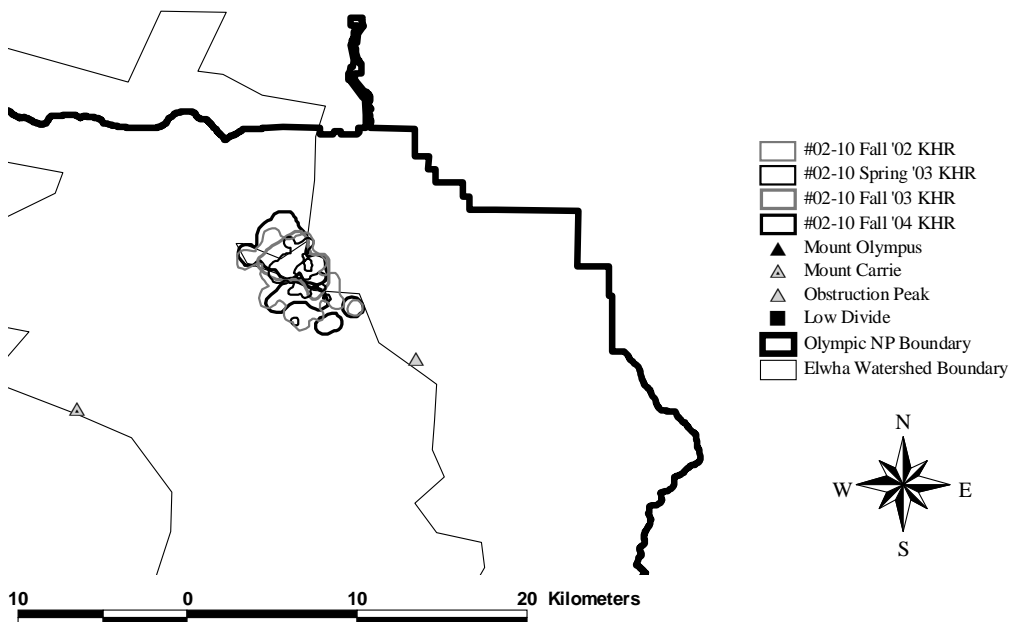 #02-10 Fall '02 KHR
#02-10 Spring '03 KHR
#02-10 Fall '03 KHR
#02-10 Fall '04 KHR
Mount Olympus
Mount Carrie
Obstruction Peak
Low Divide
Olympic NP Boundary
Elwha Watershed Boundary
N
W E
S
10 0 10 20 Kilometers